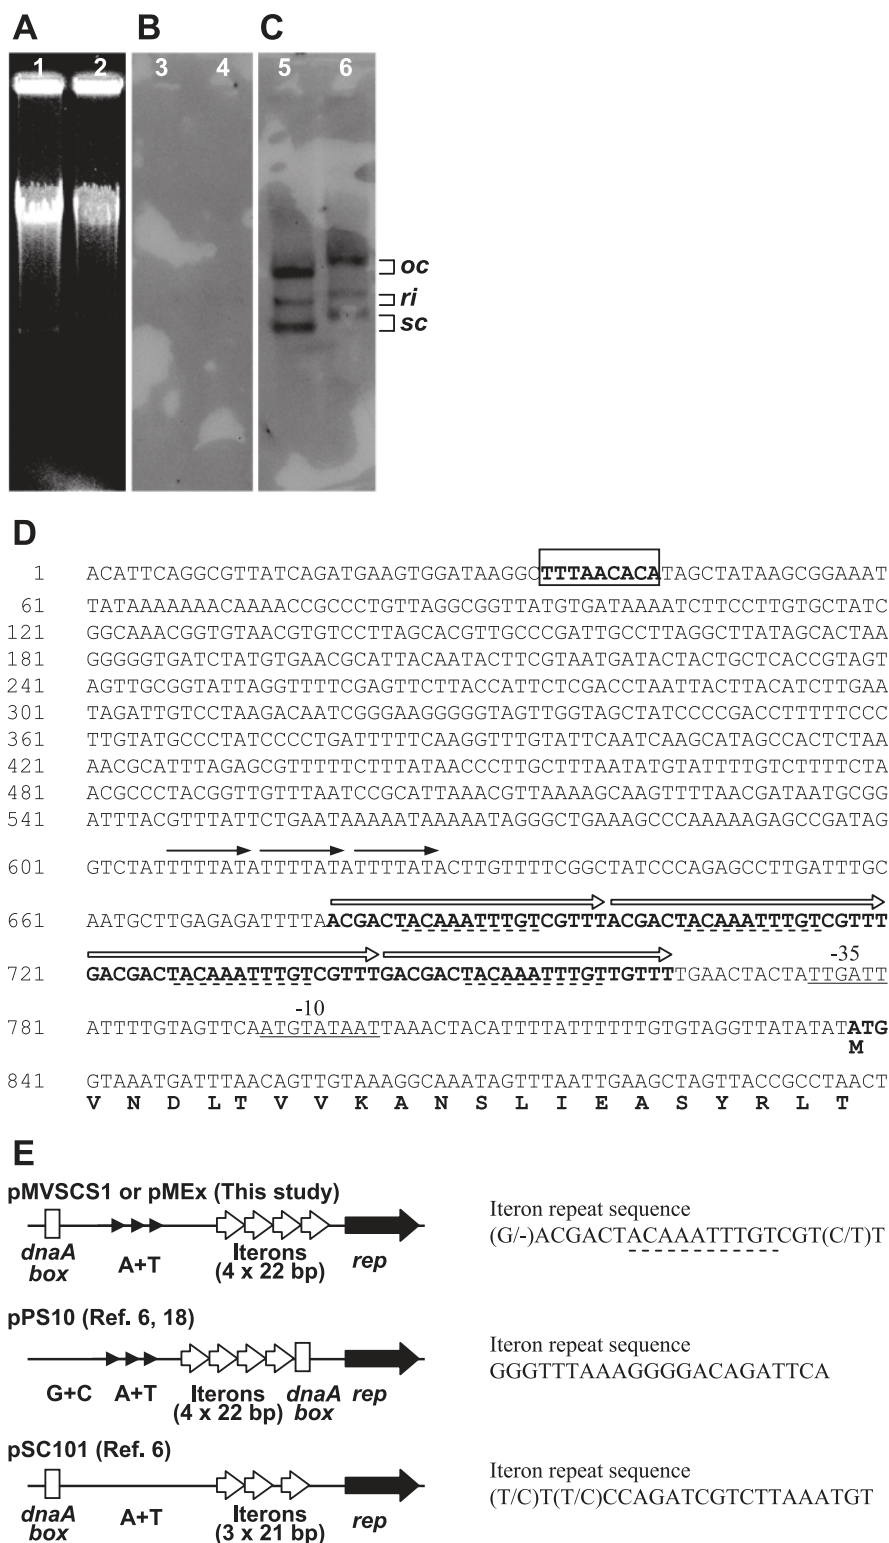 A B C
1 2 3 4 5 6
oc
ri
sc
D
1 ACATTCAGGCGTTATCAGATGAAGTGGATAAGGCTTTAACACATAGCTATAAGCGGAAAT
61 TATAAAAAAACAAAACCGCCCTGTTAGGCGGTTATGTGATAAAATCTTCCTTGTGCTATC
121 GGCAAACGGTGTAACGTGTCCTTAGCACGTTGCCCGATTGCCTTAGGCTTATAGCACTAA
181 GGGGGTGATCTATGTGAACGCATTACAATACTTCGTAATGATACTACTGCTCACCGTAGT
241 AGTTGCGGTATTAGGTTTTCGAGTTCTTACCATTCTCGACCTAATTACTTACATCTTGAA
301 TAGATTGTCCTAAGACAATCGGGAAGGGGGTAGTTGGTAGCTATCCCCGACCTTTTTCCC
361 TTGTATGCCCTATCCCCTGATTTTTCAAGGTTTGTATTCAATCAAGCATAGCCACTCTAA
421 AACGCATTTAGAGCGTTTTTCTTTATAACCCTTGCTTTAATATGTATTTTGTCTTTTCTA
481 ACGCCCTACGGTTGTTTAATCCGCATTAAACGTTAAAAGCAAGTTTTAACGATAATGCGG
541 ATTTACGTTTATTCTGAATAAAAATAAAAATAGGGCTGAAAGCCCAAAAAGAGCCGATAG
601 GTCTATTTTTATATTTTATATTTTATACTTGTTTTCGGCTATCCCAGAGCCTTGATTTGC
661 AATGCTTGAGAGATTTTAACGACTACAAATTTGTCGTTTACGACTACAAATTTGTCGTTT
721 GACGACTACAAATTTGTCGTTTGACGACTACAAATTTGTTGTTTTGAACTACTATTGATT
-35
-10
781 ATTTTGTAGTTCAATGTATAATTAAACTACATTTTATTTTTTGTGTAGGTTATATATATG
M
841 GTAAATGATTTAACAGTTGTAAAGGCAAATAGTTTAATTGAAGCTAGTTACCGCCTAACT
V N D L T V V K A N S L I E A S Y R L T
E
pMVSCS1 or pMEx (This study)
dnaA
box
A+T
Iterons
(4 x 22 bp)
rep
Iteron repeat sequence
(G/-)ACGACTACAAATTTGTCGT(C/T)T
pPS10 (Ref. 6, 18)
G+C
A+T
Iterons
(4 x 22 bp)
dnaA
box
rep
Iteron repeat sequence
GGGTTTAAAGGGGACAGATTCA
pSC101 (Ref. 6)
dnaA
box
A+T
Iterons
(3 x 21 bp)
rep
Iteron repeat sequence
(T/C)T(T/C)CCAGATCGTCTTAAATGT